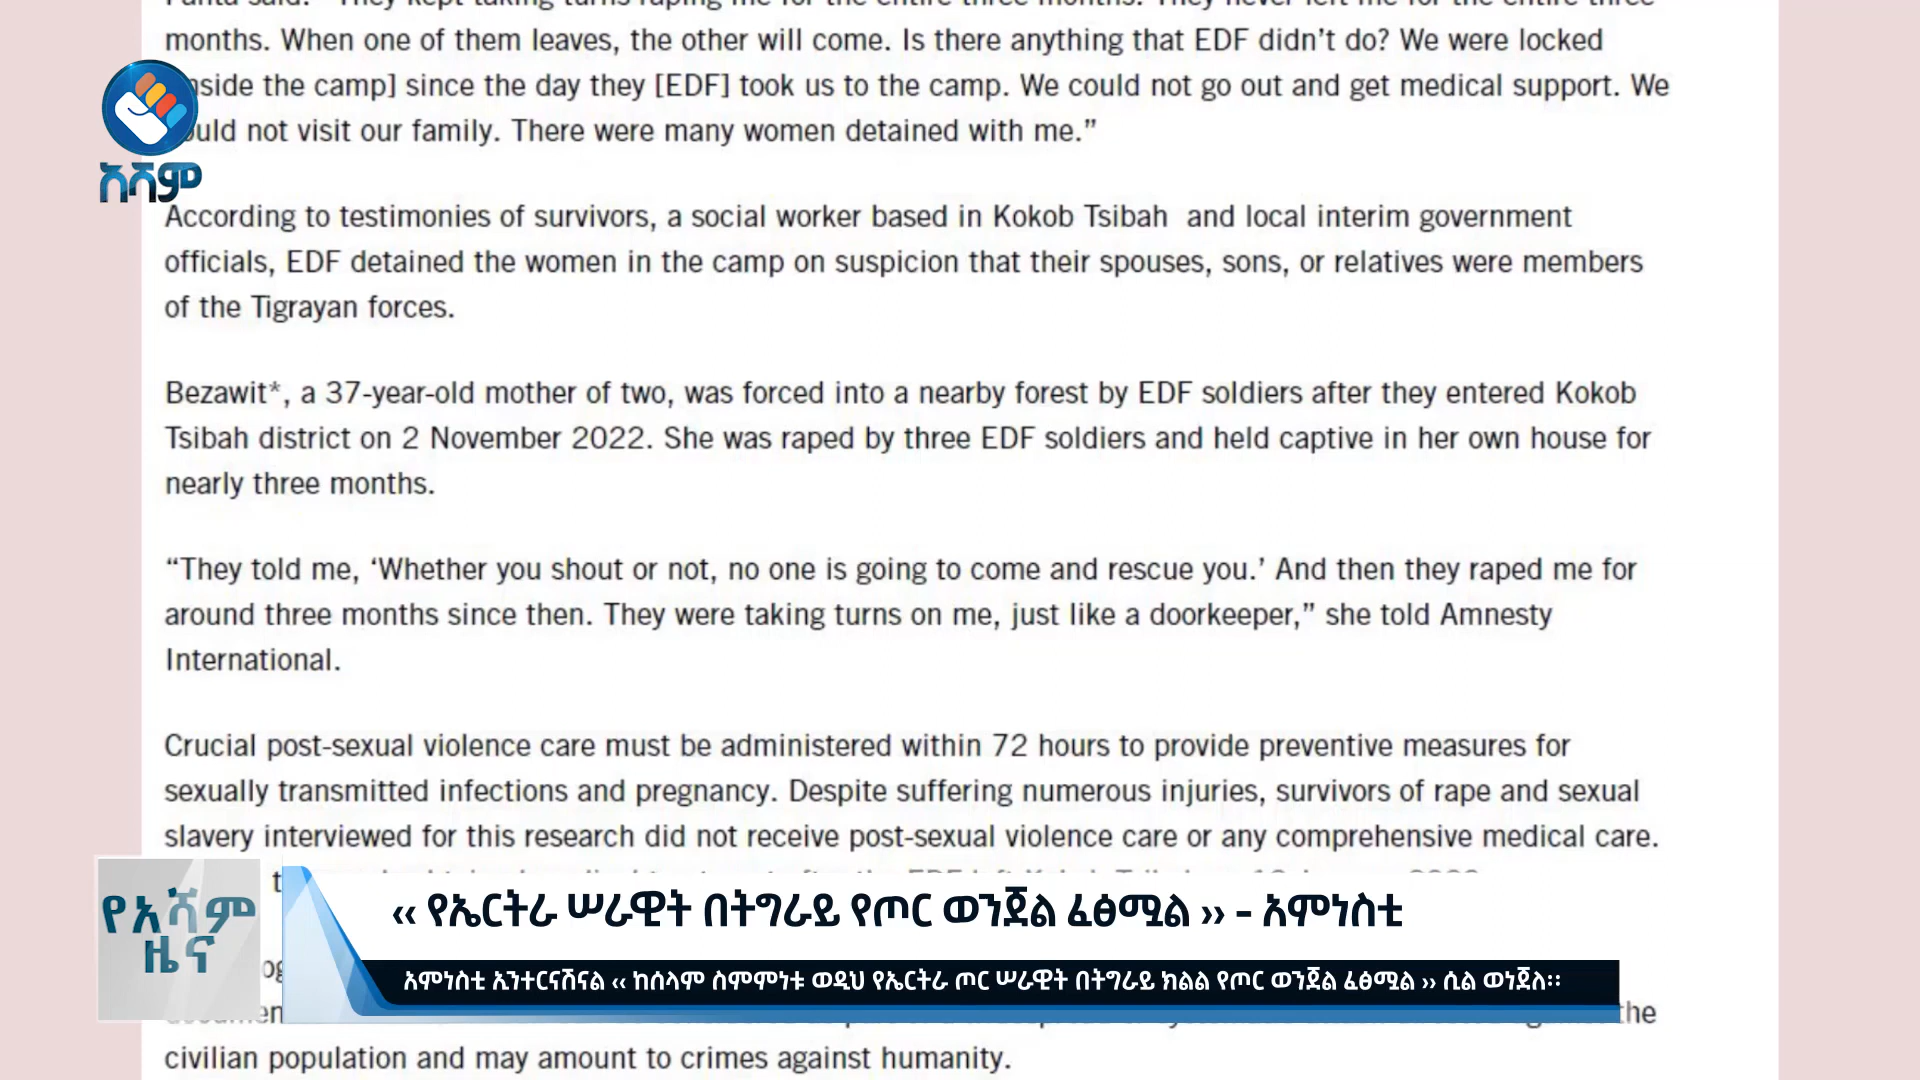 months. When one of them leaves, the other will come. Is there anything that EDF didn’t do? We were locked
side the camp] since the day they [EDF] took us to the camp. We could not go out and get medical support. We
uld not visit our family. There were many women detained with me.”
አሻም
According to testimonies of survivors, a social worker based in Kokob Tsibah and local interim government
officials, EDF detained the women in the camp on suspicion that their spouses, sons, or relatives were members
of the Tigrayan forces.
Bezawit*, a 37-year-old mother of two, was forced into a nearby forest by EDF soldiers after they entered Kokob
Tsibah district on 2 November 2022. She was raped by three EDF soldiers and held captive in her own house for
nearly three months.
“They told me, ‘Whether you shout or not, no one is going to come and rescue you.’ And then they raped me for
around three months since then. They were taking turns on me, just like a doorkeeper,” she told Amnesty
International.
Crucial post-sexual violence care must be administered within 72 hours to provide preventive measures for
sexually transmitted infections and pregnancy. Despite suffering numerous injuries, survivors of rape and sexual
slavery interviewed for this research did not receive post-sexual violence care or any comprehensive medical care.
የአሻም
ዜና
‹‹ የኤርትራ ሠራዊት በትግራይ የጦር ወንጀል ፈፅሟል ›› - አምነስቲ
አምነስቲ ኢንተርናሽናል ‹‹ ከሰላም ስምምነቱ ወዲህ የኤርትራ ጦር ሠራዊት በትግራይ ክልል የጦር ወንጀል ፈፅሟል ›› ሲል ወነጀለ፡፡
the
civilian population and may amount to crimes against humanity.